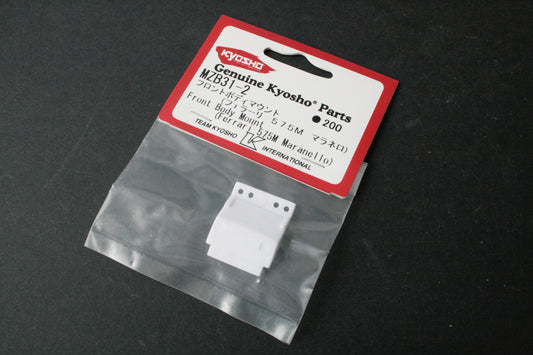 KYOSHO
Genuine Kyosho® Parts
MZB31-2
●200
フロントボディマウント
(フェラーリ 575M マラネロ)
Front Body Mount
(Ferrari 575M Maranello)
TEAM KYOSHO INTERNATIONAL